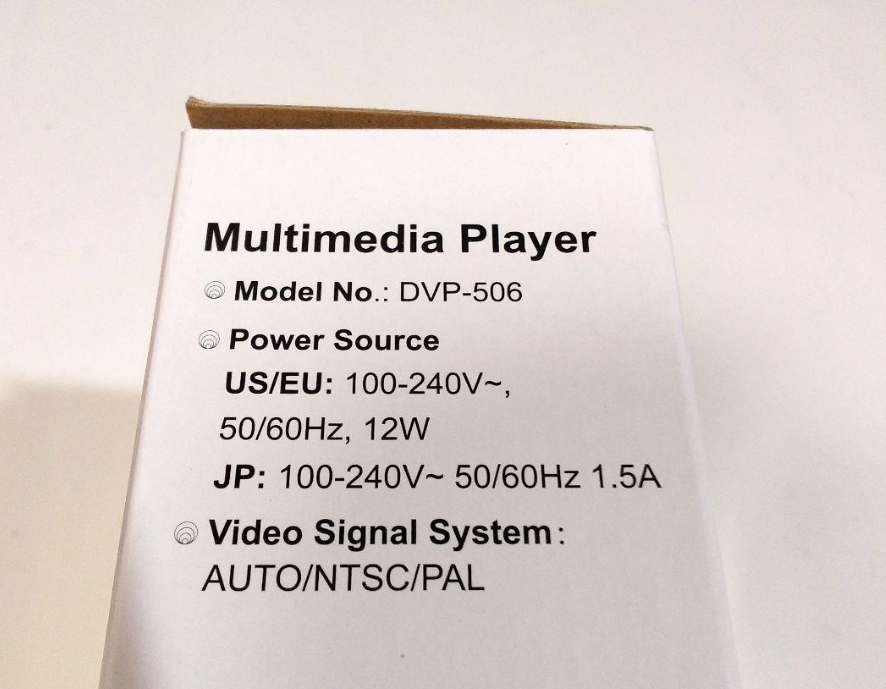 Multimedia Player
Model No.: DVP-506
Power Source
US/EU: 100-240V~,
50/60Hz, 12W
JP: 100-240V~ 50/60Hz 1.5A
Video Signal System:
AUTO/NTSC/PAL